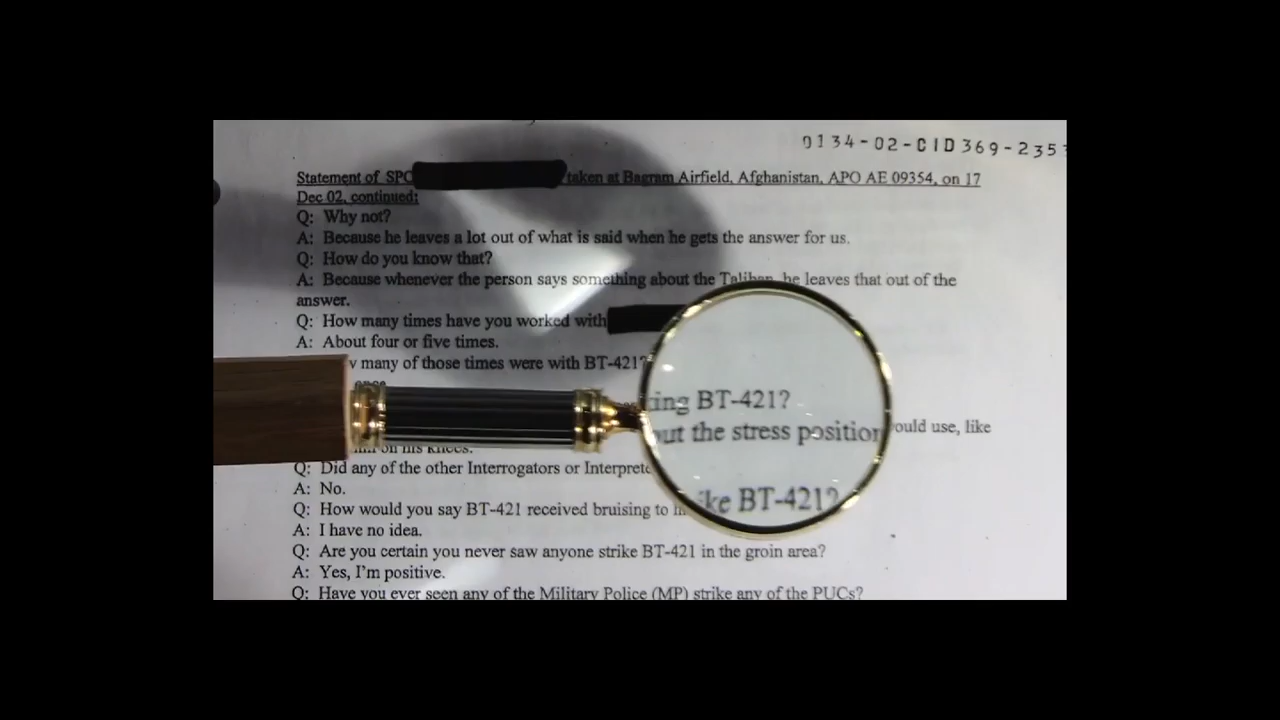 0134-02-CID369-235
Statement of SPC taken at Bagram Airfield, Afghanistan, APO AE 09354, on 17
Dec 02, continued:
Q: Why not?
A: Because he leaves a lot out of what is said when he gets the answer for us.
Q: How do you know that?
A: Because whenever the person says something about the Taliban, he leaves that out of the
answer.
Q: How many times have you worked with
A: About four or five times.
many of those times were with BT-421?
ing BT-421?
out the stress position ould use, like
on his knees.
Q: Did any of the other Interrogators or ike BT-421?
A: No.
Q: How would you say BT-421 received bruising to
A: I have no idea.
Q: Are you certain you never saw anyone strike BT-421 in the groin area?
A: Yes, I'm positive.
Q: Have you ever seen any of the Military Police (MP) strike any of the PUCs?